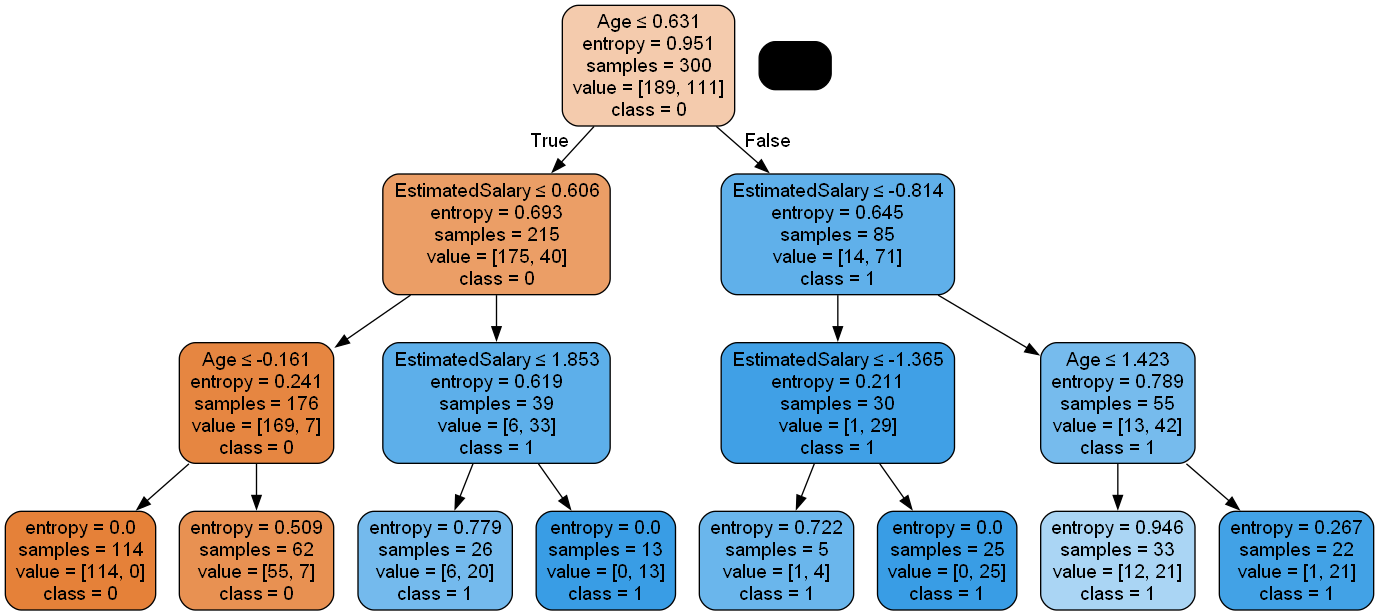 Age ≤ 0.631
entropy = 0.951
samples = 300
value = [189, 111]
class = 0
True
False
EstimatedSalary ≤ 0.606
entropy = 0.693
samples = 215
value = [175, 40]
class = 0
EstimatedSalary ≤ -0.814
entropy = 0.645
samples = 85
value = [14, 71]
class = 1
Age ≤ -0.161
entropy = 0.241
samples = 176
value = [169, 7]
class = 0
EstimatedSalary ≤ 1.853
entropy = 0.619
samples = 39
value = [6, 33]
class = 1
EstimatedSalary ≤ -1.365
entropy = 0.211
samples = 30
value = [1, 29]
class = 1
Age ≤ 1.423
entropy = 0.789
samples = 55
value = [13, 42]
class = 1
entropy = 0.0
samples = 114
value = [114, 0]
class = 0
entropy = 0.509
samples = 62
value = [55, 7]
class = 0
entropy = 0.779
samples = 26
value = [6, 20]
class = 1
entropy = 0.0
samples = 13
value = [0, 13]
class = 1
entropy = 0.722
samples = 5
value = [1, 4]
class = 1
entropy = 0.0
samples = 25
value = [0, 25]
class = 1
entropy = 0.946
samples = 33
value = [12, 21]
class = 1
entropy = 0.267
samples = 22
value = [1, 21]
class = 1